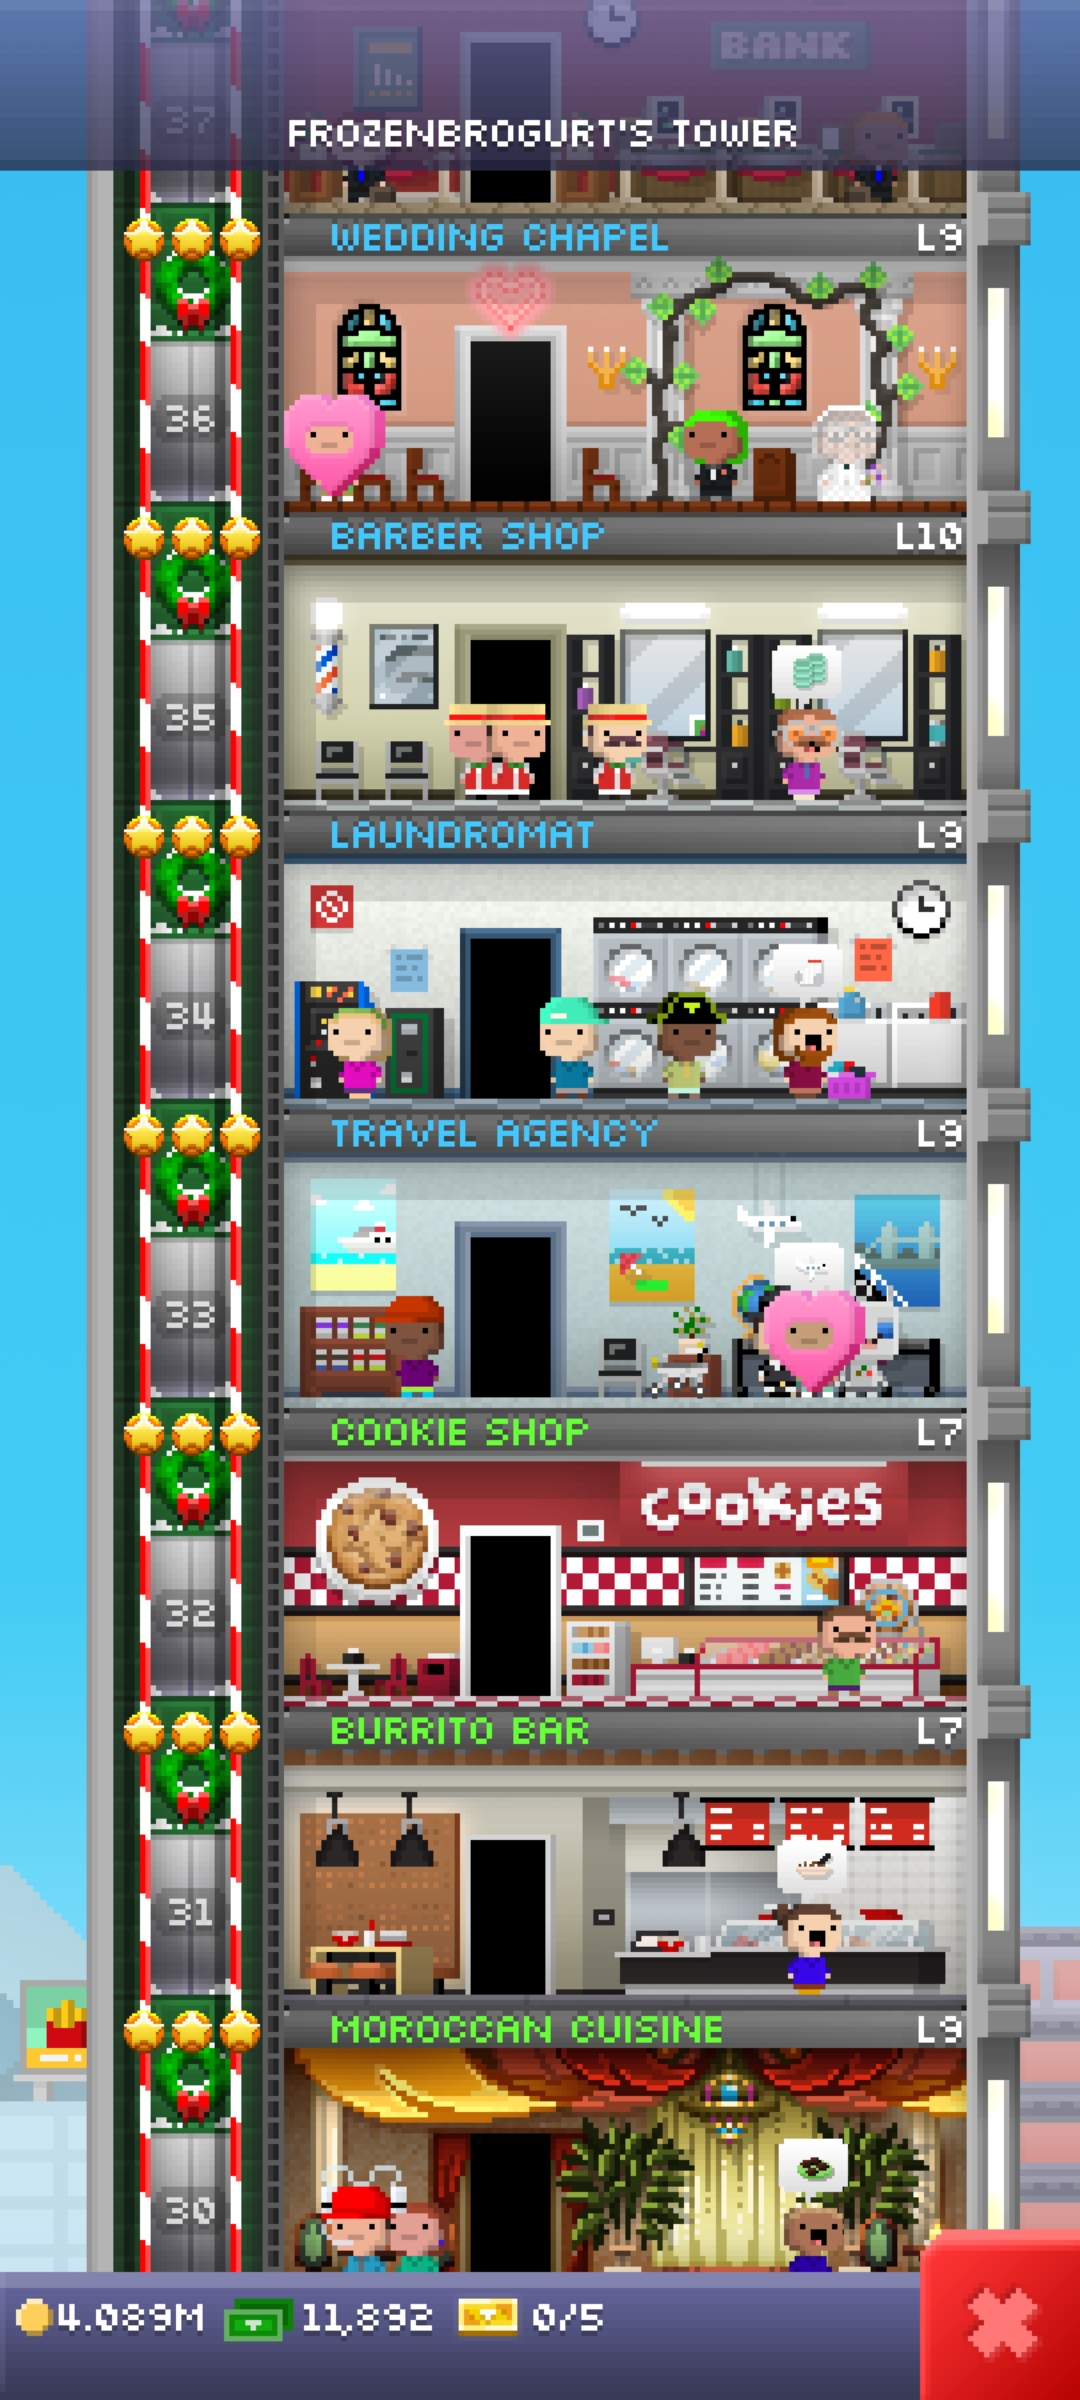 BANK
37
FROZENBROGURT'S TOWER
WEDDING CHAPEL L9
36
BARBER SHOP L10
35
LAUNDROMAT L9
34
TRAVEL AGENCY L9
33
COOKIE SHOP L7
cookies
32
BURRITO BAR L7
31
MOROCCAN CUISINE L9
30
4.089M 11,892 0/5